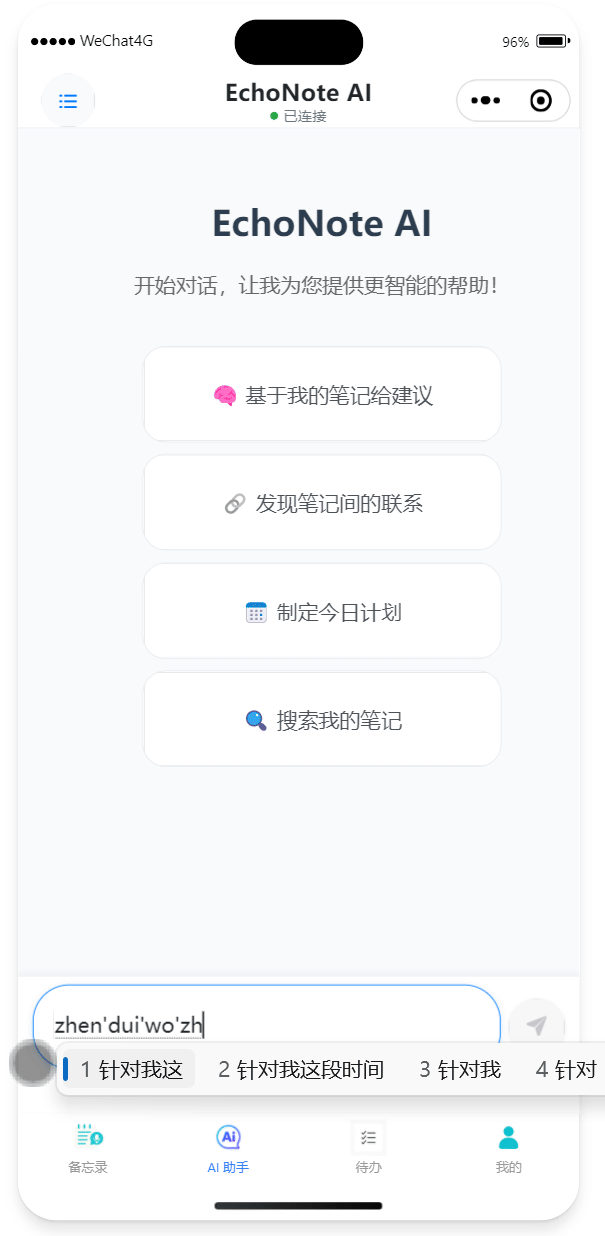 WeChat4G
96%
EchoNote AI
已连接
EchoNote AI
开始对话，让我为您提供更智能的帮助！
基于我的笔记给建议
发现笔记间的联系
制定今日计划
搜索我的笔记
zhen'dui'wo'zh
1 针对我这 2 针对我这段时间 3 针对我 4 针对
备忘录 AI 助手 待办 我的